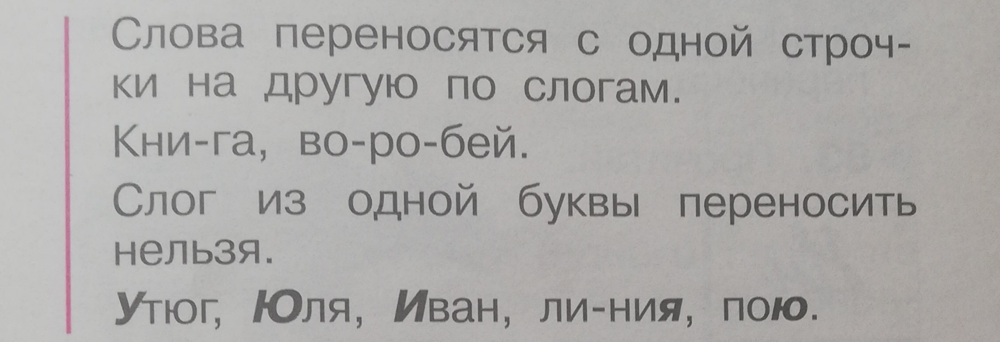 Слова переносятся с одной строч-
ки на другую по слогам.
Кни-га, во-ро-бей.
Слог из одной буквы переносить
нельзя.
Утюг, Юля, Иван, ли-ния, пою.